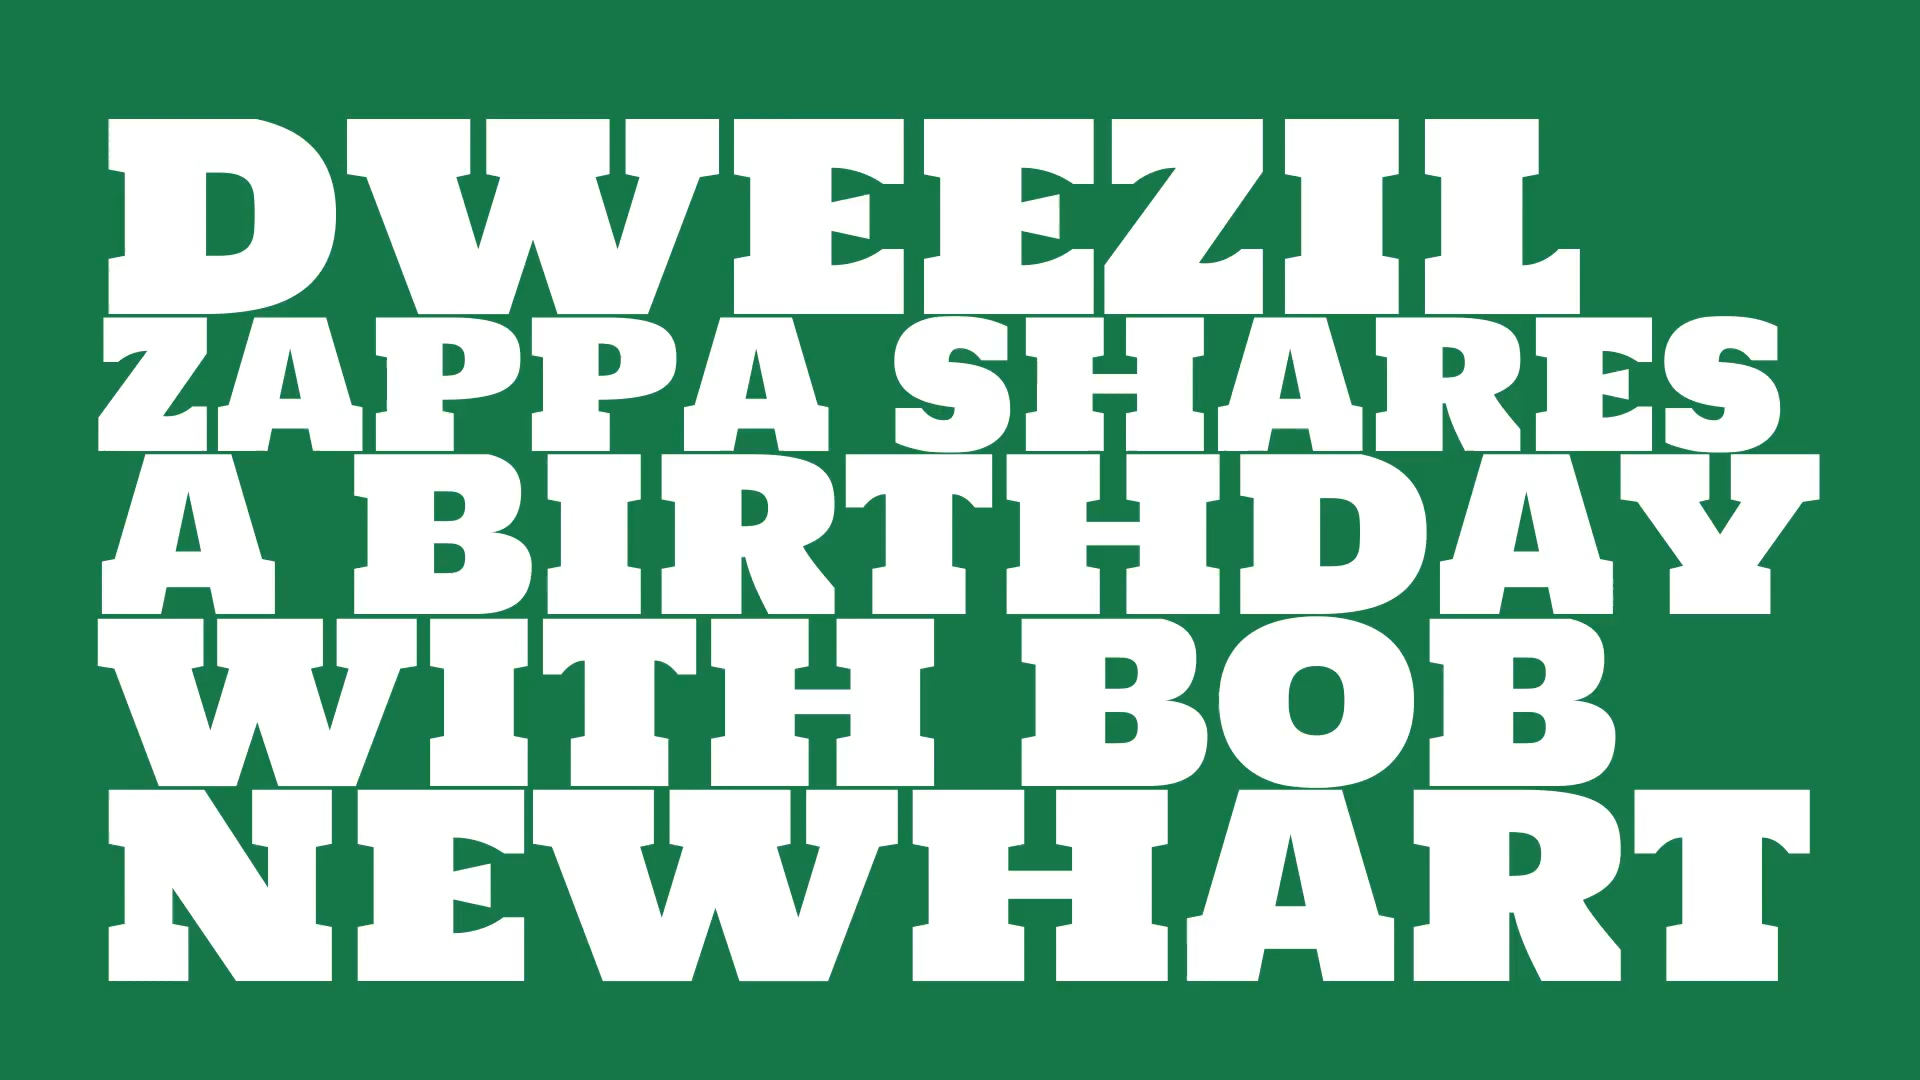 DWEEZIL
ZAPPA SHARES
A BIRTHDAY
WITH BOB
NEWHART